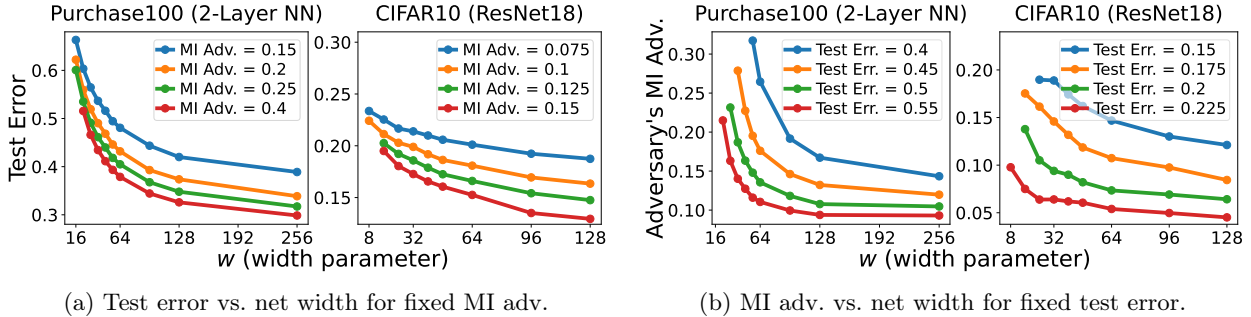 Purchase100 (2-Layer NN)
CIFAR10 (ResNet18)
Test Error
0.6
0.5
0.4
0.3
MI Adv. = 0.15
MI Adv. = 0.2
MI Adv. = 0.25
MI Adv. = 0.4
16 64 128 192 256
0.30
0.25
0.20
0.15
MI Adv. = 0.075
MI Adv. = 0.1
MI Adv. = 0.125
MI Adv. = 0.15
8 32 64 96 128
w (width parameter)
(a) Test error vs. net width for fixed MI adv.
Purchase100 (2-Layer NN)
CIFAR10 (ResNet18)
Adversary's MI Adv.
0.30
0.25
0.20
0.15
0.10
Test Err. = 0.4
Test Err. = 0.45
Test Err. = 0.5
Test Err. = 0.55
16 64 128 192 256
0.20
0.15
0.10
0.05
Test Err. = 0.15
Test Err. = 0.175
Test Err. = 0.2
Test Err. = 0.225
8 32 64 96 128
w (width parameter)
(b) MI adv. vs. net width for fixed test error.